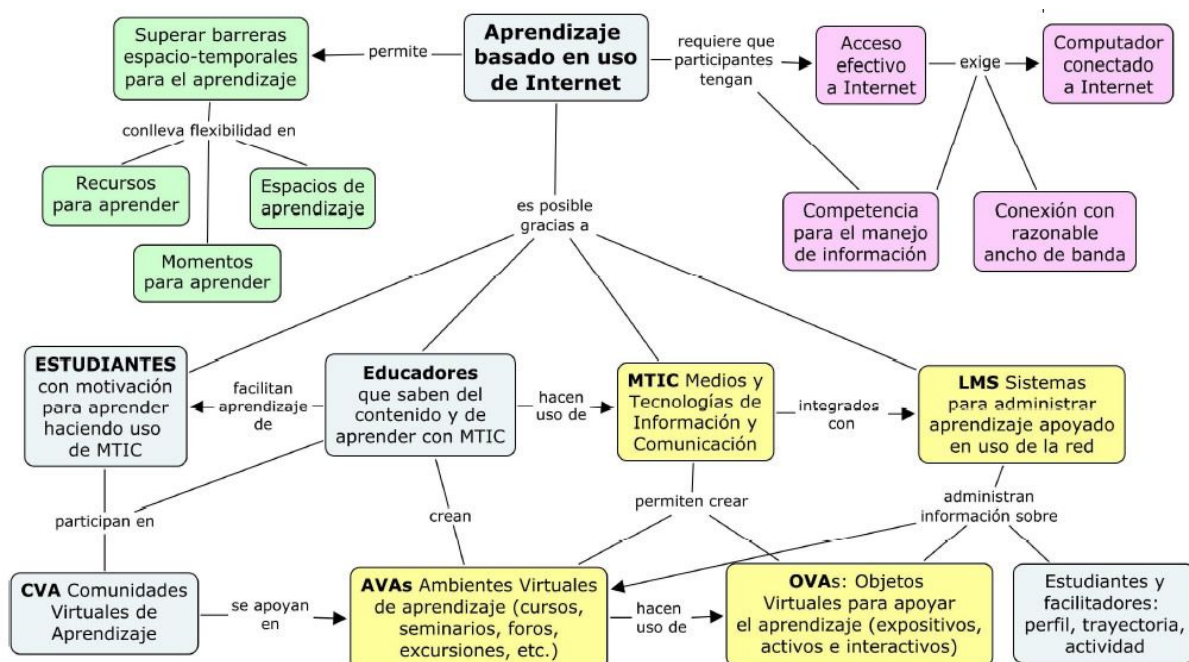 Superar barreras
espacio-temporales
para el aprendizaje
permite
Aprendizaje
basado en uso
de Internet
requiere que
participantes
tengan
Acceso
efectivo
a Internet
exige
Computador
conectado
a Internet
conlleva flexibilidad en
Recursos
para aprender
Espacios de
aprendizaje
Momentos
para aprender
es posible
gracias a
Competencia
para el manejo
de información
Conexión con
razonable
ancho de banda
ESTUDIANTES
con motivación
para aprender
haciendo uso
de MTIC
facilitan
aprendizaje
de
Educadores
que saben del
contenido y de
aprender con MTIC
hacen
uso de
MTIC Medios y
Tecnologías de
Información y
Comunicación
integrados
con
LMS Sistemas
para administrar
aprendizaje apoyado
en uso de la red
participan en
crean
permiten crear
administran
información sobre
CVA Comunidades
Virtuales de
Aprendizaje
se apoyan
en
AVAs Ambientes Virtuales
de aprendizaje (cursos,
seminarios, foros,
excursiones, etc.)
hacen
uso de
OVAs: Objetos
Virtuales para apoyar
el aprendizaje (expositivos,
activos e interactivos)
Estudiantes y
facilitadores:
perfil, trayectoria,
actividad